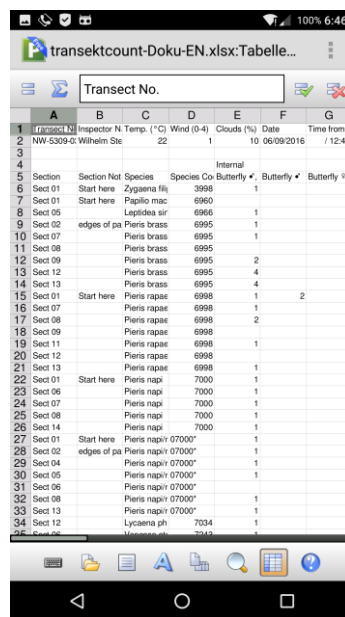 100% 6:46
transektcount-Doku-EN.xlsx:Tabelle...
Transect No.
A B C D E F G
1 Transect N Inspector N Temp. (°C) Wind (0-4) Clouds (%) Date Time from
2 NW-5309-0 Wilhelm Ste 22 1 10 06/09/2016 / 12:4
3
4 Internal
5 Section Section Not Species Species Co Butterfly Butterfly Butterfly
6 Sect 01 Start here Zygaena fili 3998 1
7 Sect 01 Start here Papilio mac 6960
8 Sect 05 Leptidea sir 6966 1
9 Sect 02 edges of pa Pieris brass 6995 1
10 Sect 07 Pieris brass 6995 1
11 Sect 08 Pieris brass 6995
12 Sect 09 Pieris brass 6995 2
13 Sect 12 Pieris brass 6995 4
14 Sect 13 Pieris brass 6995 4
15 Sect 01 Start here Pieris rapae 6998 1 2
16 Sect 07 Pieris rapae 6998 1
17 Sect 08 Pieris rapae 6998 2
18 Sect 09 Pieris rapae 6998
19 Sect 11 Pieris rapae 6998 1
20 Sect 12 Pieris rapae 6998
21 Sect 13 Pieris rapae 6998 1
22 Sect 01 Start here Pieris napi 7000 1
23 Sect 06 Pieris napi 7000 1
24 Sect 07 Pieris napi 7000 1
25 Sect 08 Pieris napi 7000 1
26 Sect 14 Pieris napi 7000 1
27 Sect 01 Start here Pieris napi/r 07000* 1
28 Sect 02 edges of pa Pieris napi/r 07000* 1
29 Sect 04 Pieris napi/r 07000* 1
30 Sect 05 Pieris napi/r 07000* 1
31 Sect 06 Pieris napi/r 07000*
32 Sect 08 Pieris napi/r 07000* 1
33 Sect 13 Pieris napi/r 07000* 1
34 Sect 12 Lycaena ph 7034 1